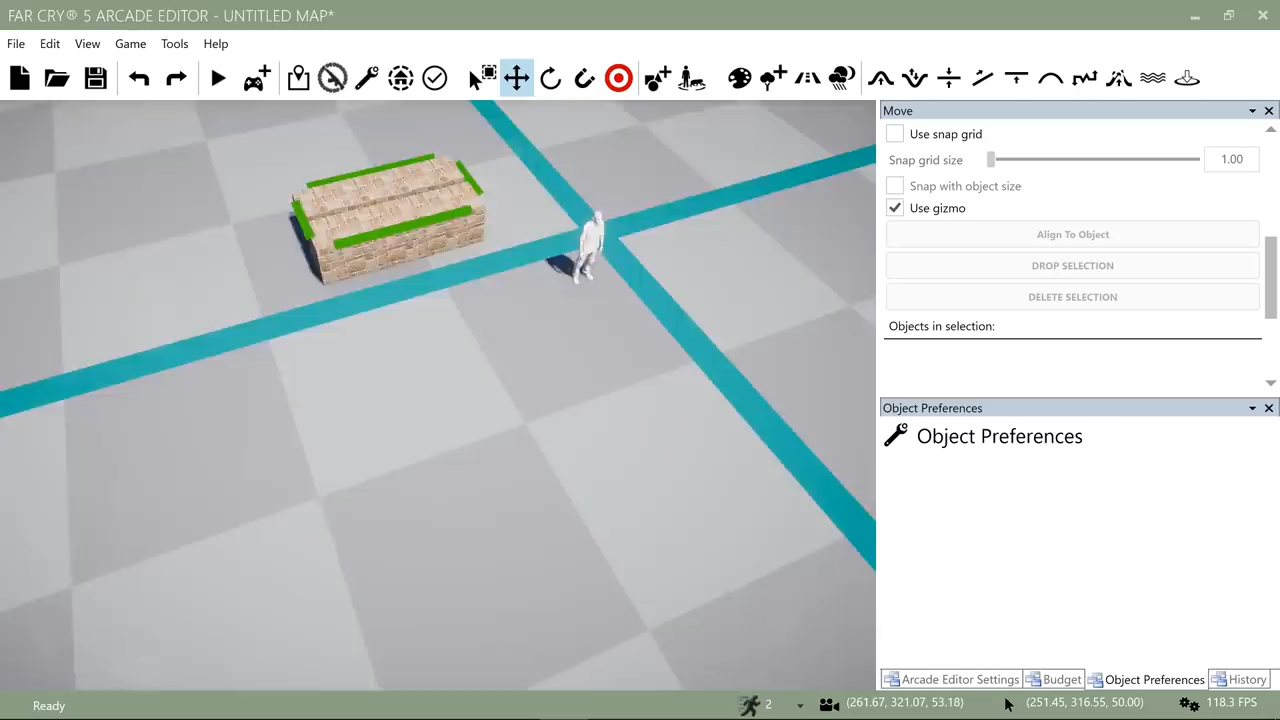 FAR CRY® 5 ARCADE EDITOR - UNTITLED MAP*
File Edit View Game Tools Help
Move
Use snap grid
Snap grid size 1.00
Snap with object size
Use gizmo
Align To Object
DROP SELECTION
DELETE SELECTION
Objects in selection:
Object Preferences
Object Preferences
Arcade Editor Settings Budget Object Preferences History
Ready 2 (261.67, 321.07, 53.18) (251.45, 316.55, 50.00) 118.3 FPS